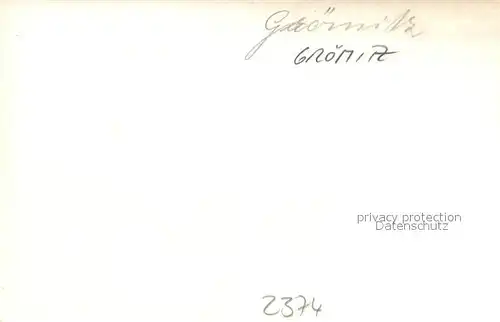 Grömitz
GRÖMITZ
privacy protection
Datenschutz
2374